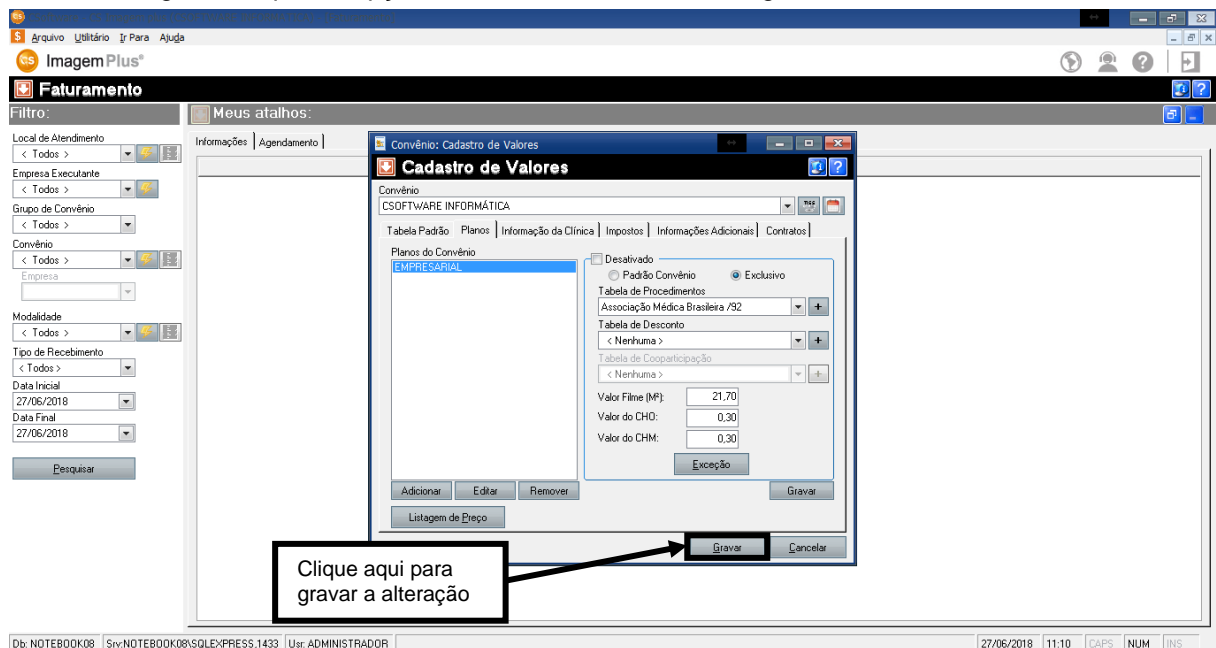 Arquivo Utilitário Ir Para Ajuda
ImagemPlus®
Faturamento
Filtro:
Meus atalhos:
Local de Atendimento
< Todos >
Empresa Executante
< Todos >
Grupo de Convênio
< Todos >
Convênio
< Todos >
Empresa
Modalidade
< Todos >
Tipo de Recebimento
< Todos >
Data Inicial
27/06/2018
Data Final
27/06/2018
Pesquisar
Informações Agendamento
Convênio: Cadastro de Valores
Cadastro de Valores
Convênio
CSOFTWARE INFORMÁTICA
Tabela Padrão Planos Informação da Clínica Impostos Informações Adicionais Contratos
Planos do Convênio
EMPRESARIAL
Desativado
Padrão Convênio Exclusivo
Tabela de Procedimentos
Associação Médica Brasileira /92
Tabela de Desconto
< Nenhuma >
Tabela de Cooparticipação
< Nenhuma >
Valor Filme (M²): 21,70
Valor do CHO: 0,30
Valor do CHM: 0,30
Exceção
Adicionar Editar Remover Gravar
Listagem de Preço
Gravar Cancelar
Clique aqui para
gravar a alteração
Db: NOTEBOOK08 Srv:NOTEBOOK08\SQLEXPRESS,1433 Usr: ADMINISTRADOR 27/06/2018 11:10 CAPS NUM INS